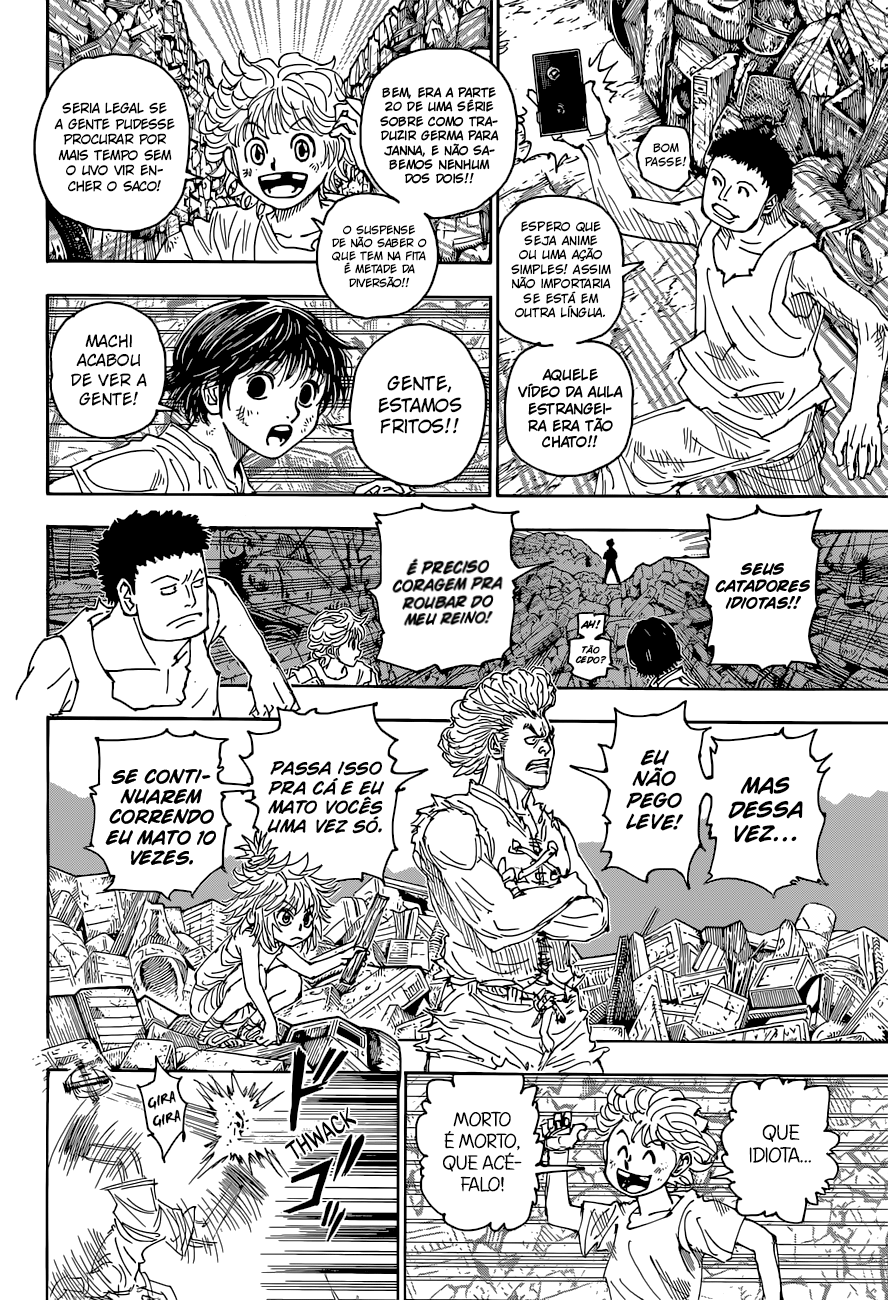 BOM
PASSE!
ESPERO QUE
SEJA ANIME
OU UMA AÇÃO
SIMPLES! ASSIM
NÃO IMPORTARIA
SE ESTÁ EM
OUTRA LÍNGUA.
AQUELE
VÍDEO DA AULA
ESTRANGEI-
RA ERA TÃO
CHATO!!
BEM, ERA A PARTE
20 DE UMA SÉRIE
SOBRE COMO TRA-
DUZIR GERMA PARA
JANNA, E NÃO SA-
BEMOS NENHUM
DOS DOIS!!
O SUSPENSE
DE NÃO SABER O
QUE TEM NA FITA
É METADE DA
DIVERSÃO!!
SERIA LEGAL SE
A GENTE PUDESSE
PROCURAR POR
MAIS TEMPO SEM
O LIVO VIR EN-
CHER O SACO!
GENTE,
ESTAMOS
FRITOS!!
MACHI
ACABOU
DE VER A
GENTE!
SEUS
CATADORES
IDIOTAS!!
AH!
TÃO
CEDO?
É PRECISO
CORAGEM PRA
ROUBAR DO
MEU REINO!
MAS
DESSA
VEZ...
EU
NÃO
PEGO
LEVE!
PASSA ISSO
PRA CÁ E EU
MATO VOCÊS
UMA VEZ SÓ.
SE CONTI-
NUAREM
CORRENDO
EU MATO 10
VEZES.
QUE
IDIOTA...
MORTO
É MORTO,
QUE ACÉ-
FALO!
ドゴッ
THWACK
GIRA
GIRA